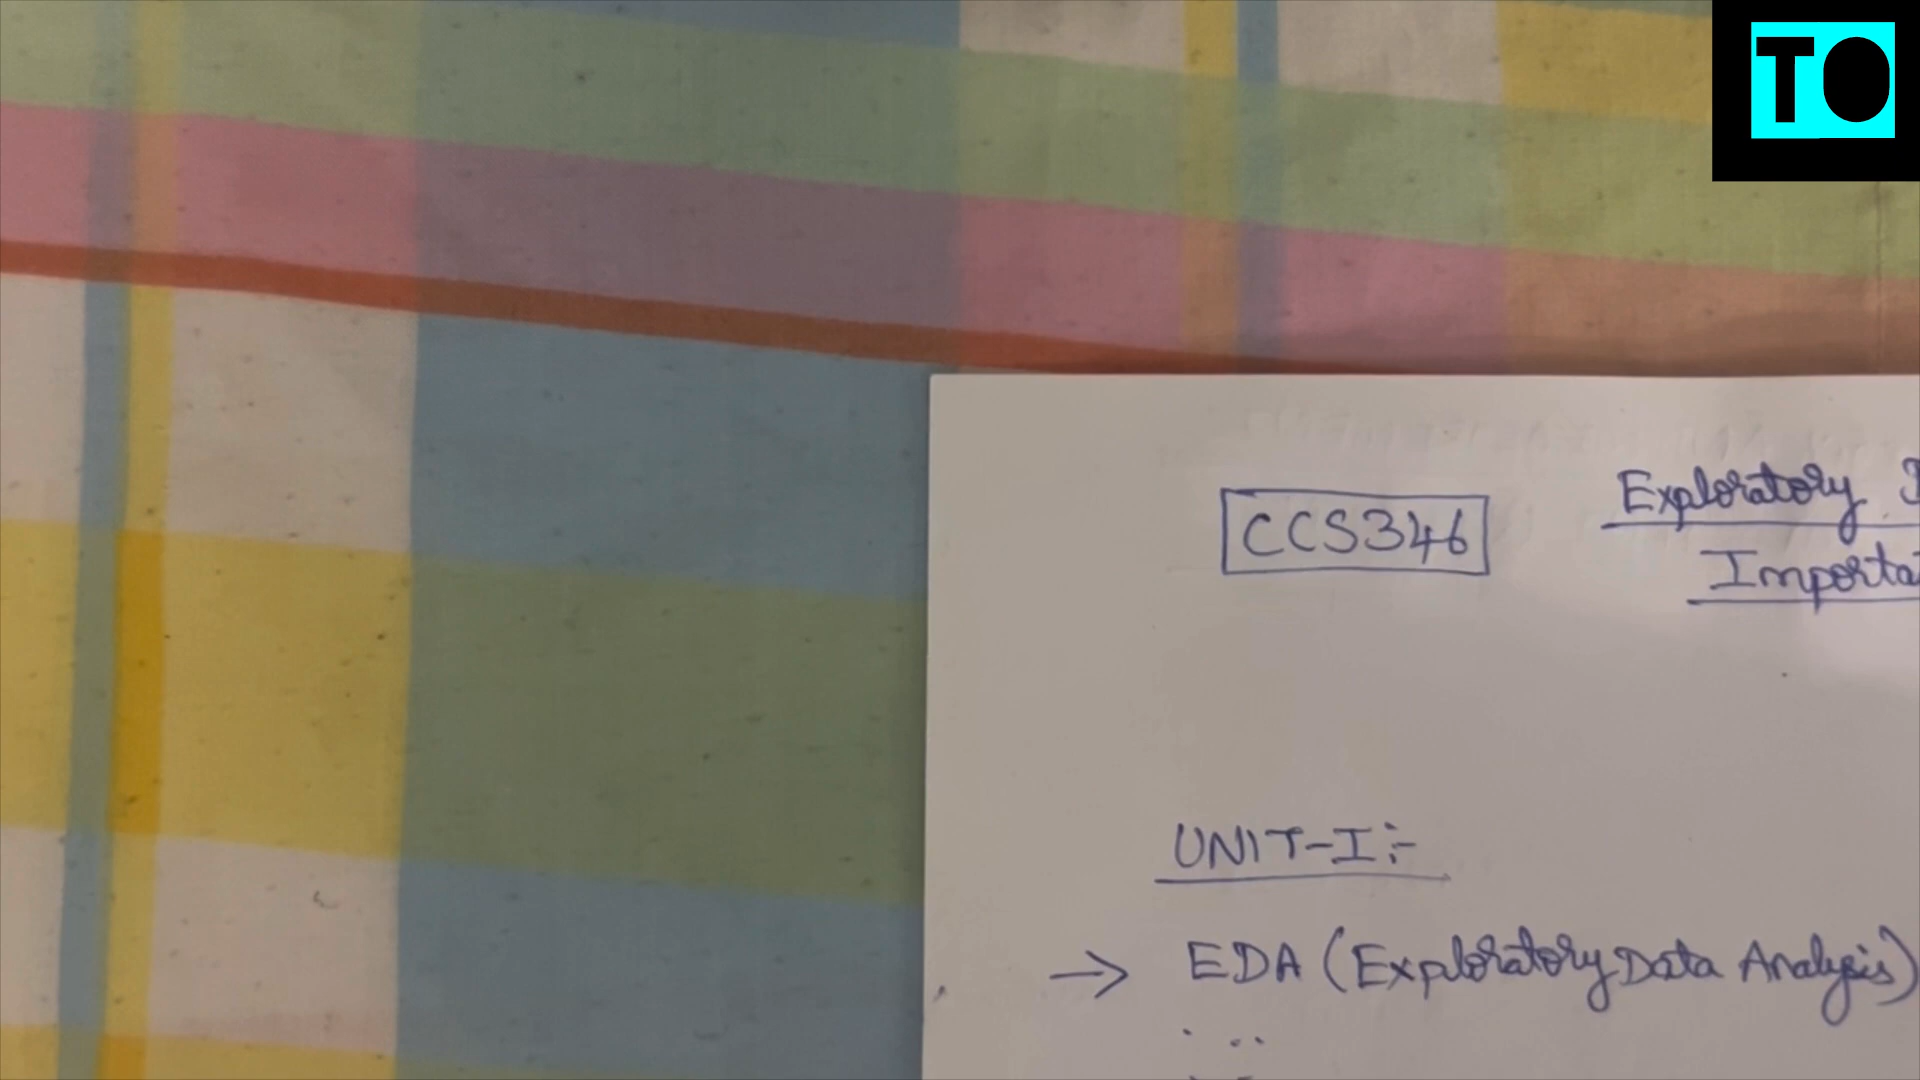 TO
CCS346
Exploratory
Importa
UNIT-I:-
→ EDA (Exploratory Data Analysis)